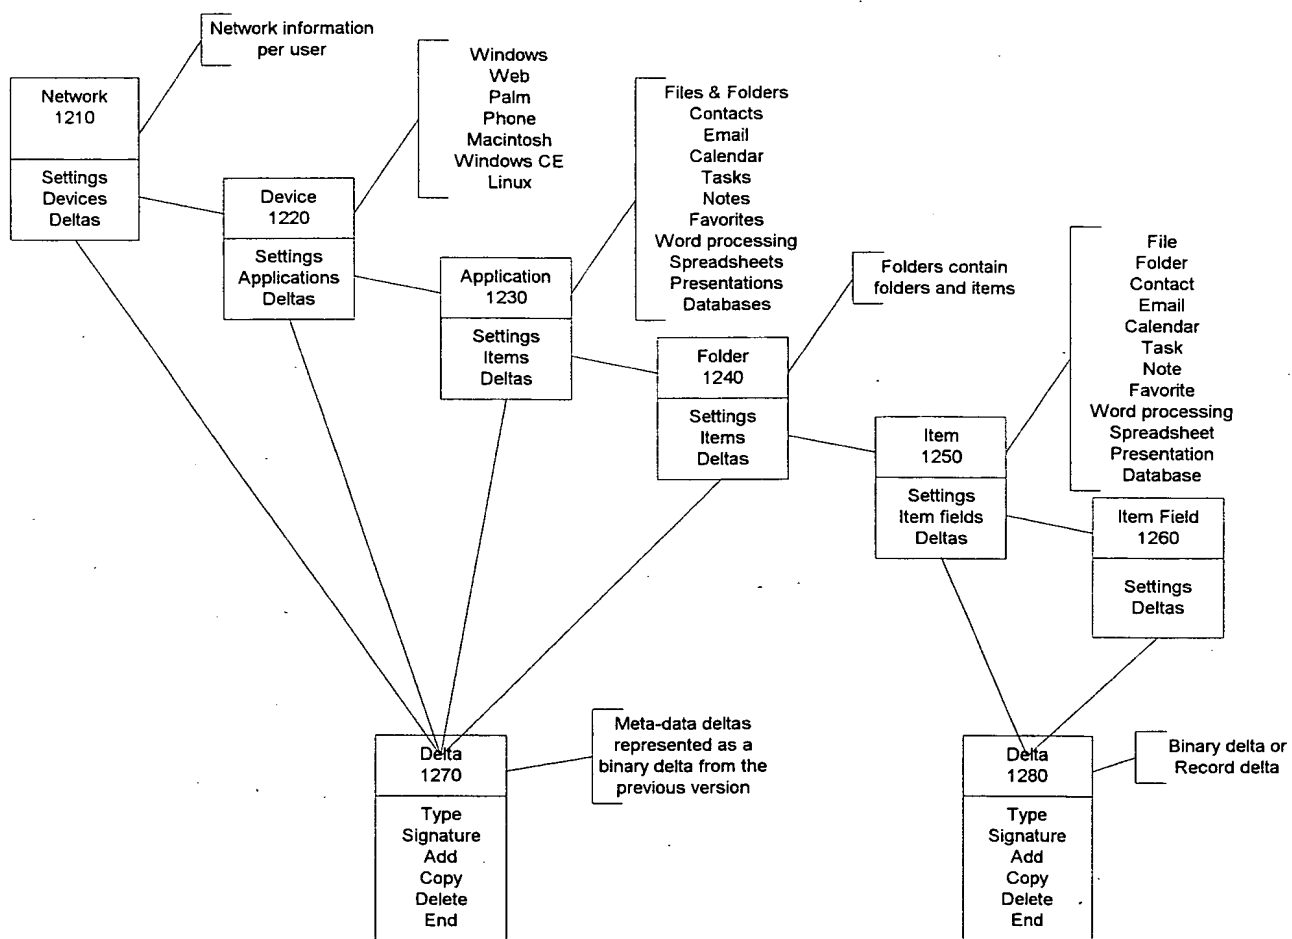 Network information
per user
Network
1210
Settings
Devices
Deltas
Windows
Web
Palm
Phone
Macintosh
Windows CE
Linux
Device
1220
Settings
Applications
Deltas
Files & Folders
Contacts
Email
Calendar
Tasks
Notes
Favorites
Word processing
Spreadsheets
Presentations
Databases
Application
1230
Settings
Items
Deltas
Folders contain
folders and items
Folder
1240
Settings
Items
Deltas
File
Folder
Contact
Email
Calendar
Task
Note
Favorite
Word processing
Spreadsheet
Presentation
Database
Item
1250
Settings
Item fields
Deltas
Item Field
1260
Settings
Deltas
Meta-data deltas
represented as a
binary delta from the
previous version
Delta
1270
Type
Signature
Add
Copy
Delete
End
Binary delta or
Record delta
Delta
1280
Type
Signature
Add
Copy
Delete
End